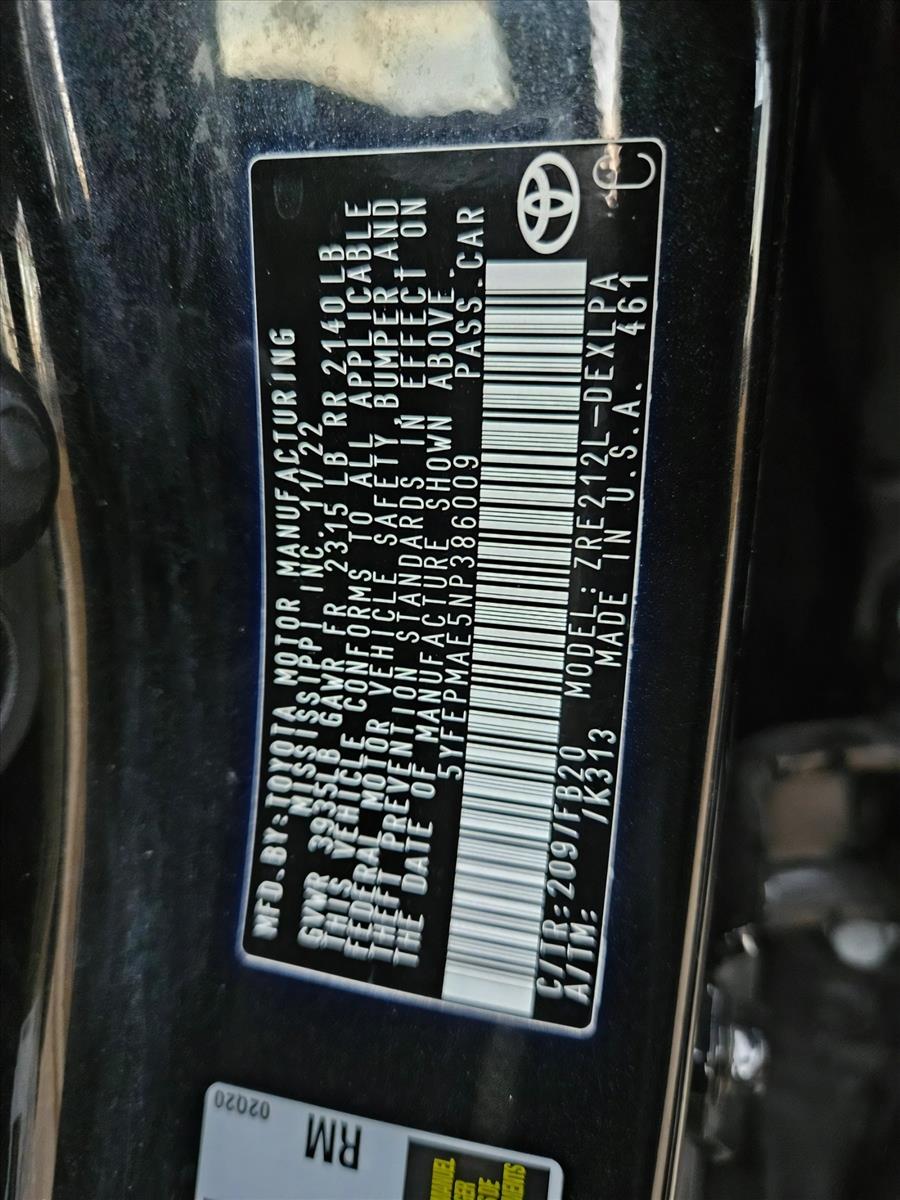 MFD.BY:TOYOTA MOTOR MANUFACTURING
MISSISSIPPI INC. 11/22
GVWR 3935LB GAWR FR 2315 LB RR 2140LB
THIS VEHICLE CONFORMS TO ALL APPLICABLE
FEDERAL MOTOR VEHICLE SAFETY BUMPER AND
THEFT PREVENTION STANDARDS IN EFFECT ON
THE DATE OF MANUFACTURE SHOWN ABOVE.
5YFEPMAE5NP386009 PASS.CAR
C/TR:209/FB20 MODEL:ZRE212L-DEXLPA
A/TM: /K313 MADE IN U.S.A. 461
C
02020
RM
MANUEL